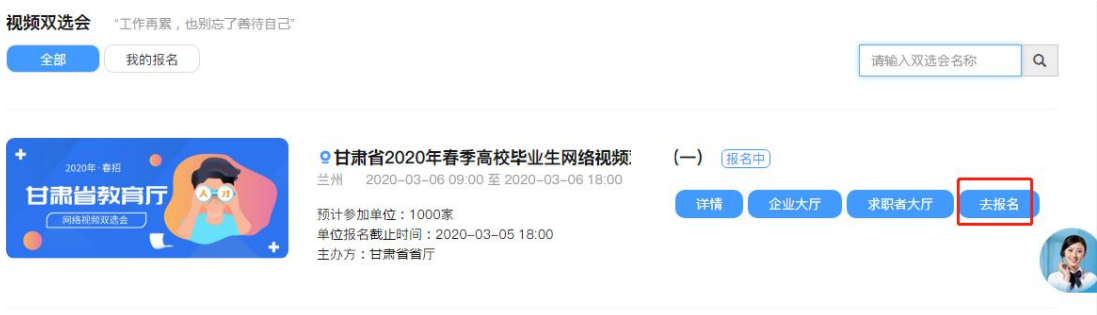 视频双选会 “工作再累，也别忘了善待自己”
全部 我的报名
请输入双选会名称
2020年·春招
甘肃省教育厅
网络视频双选会
人 才
甘肃省2020年春季高校毕业生网络视频
(一) 报名中
兰州 2020-03-06 09:00 至 2020-03-06 18:00
详情 企业大厅 求职者大厅 去报名
预计参加单位：1000家
单位报名截止时间：2020-03-05 18:00
主办方：甘肃省省厅